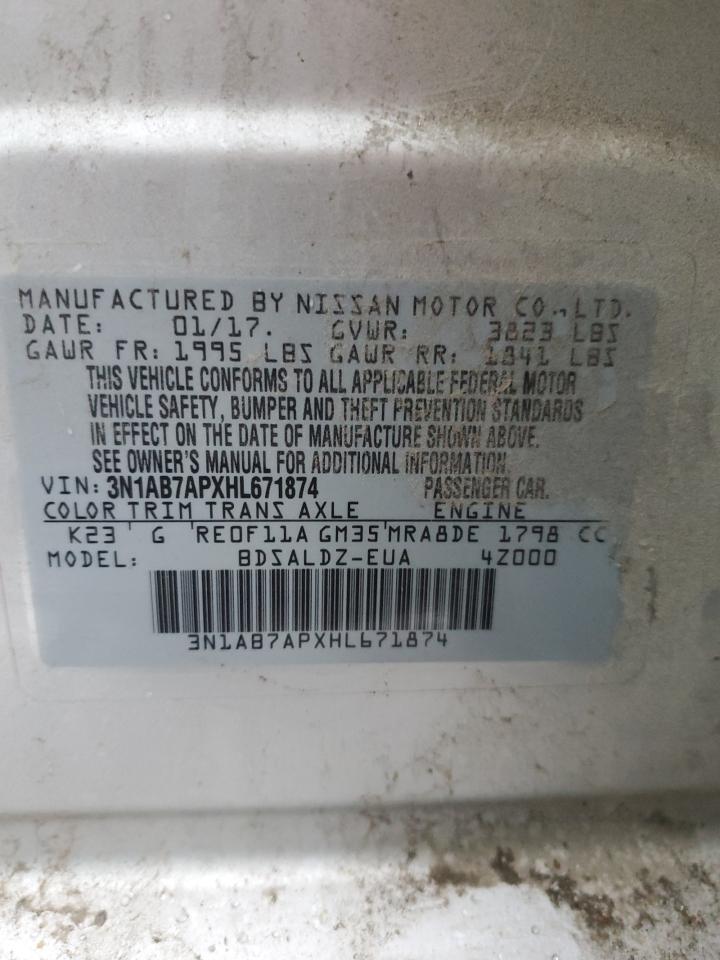 MANUFACTURED BY NISSAN MOTOR CO., LTD.
DATE: 01/17. GVWR: 3823 LBS
GAWR FR: 1995 LBS GAWR RR: 1841 LBS
THIS VEHICLE CONFORMS TO ALL APPLICABLE FEDERAL MOTOR
VEHICLE SAFETY, BUMPER AND THEFT PREVENTION STANDARDS
IN EFFECT ON THE DATE OF MANUFACTURE SHOWN ABOVE.
SEE OWNER'S MANUAL FOR ADDITIONAL INFORMATION.
VIN: 3N1AB7APXHL671874 PASSENGER CAR.
COLOR TRIM TRANS AXLE ENGINE
K23 G RE0F11A GM35 MRA8DE 1798 CC
MODEL: BDSALDZ-EUA 4Z000
3N1AB7APXHL671874